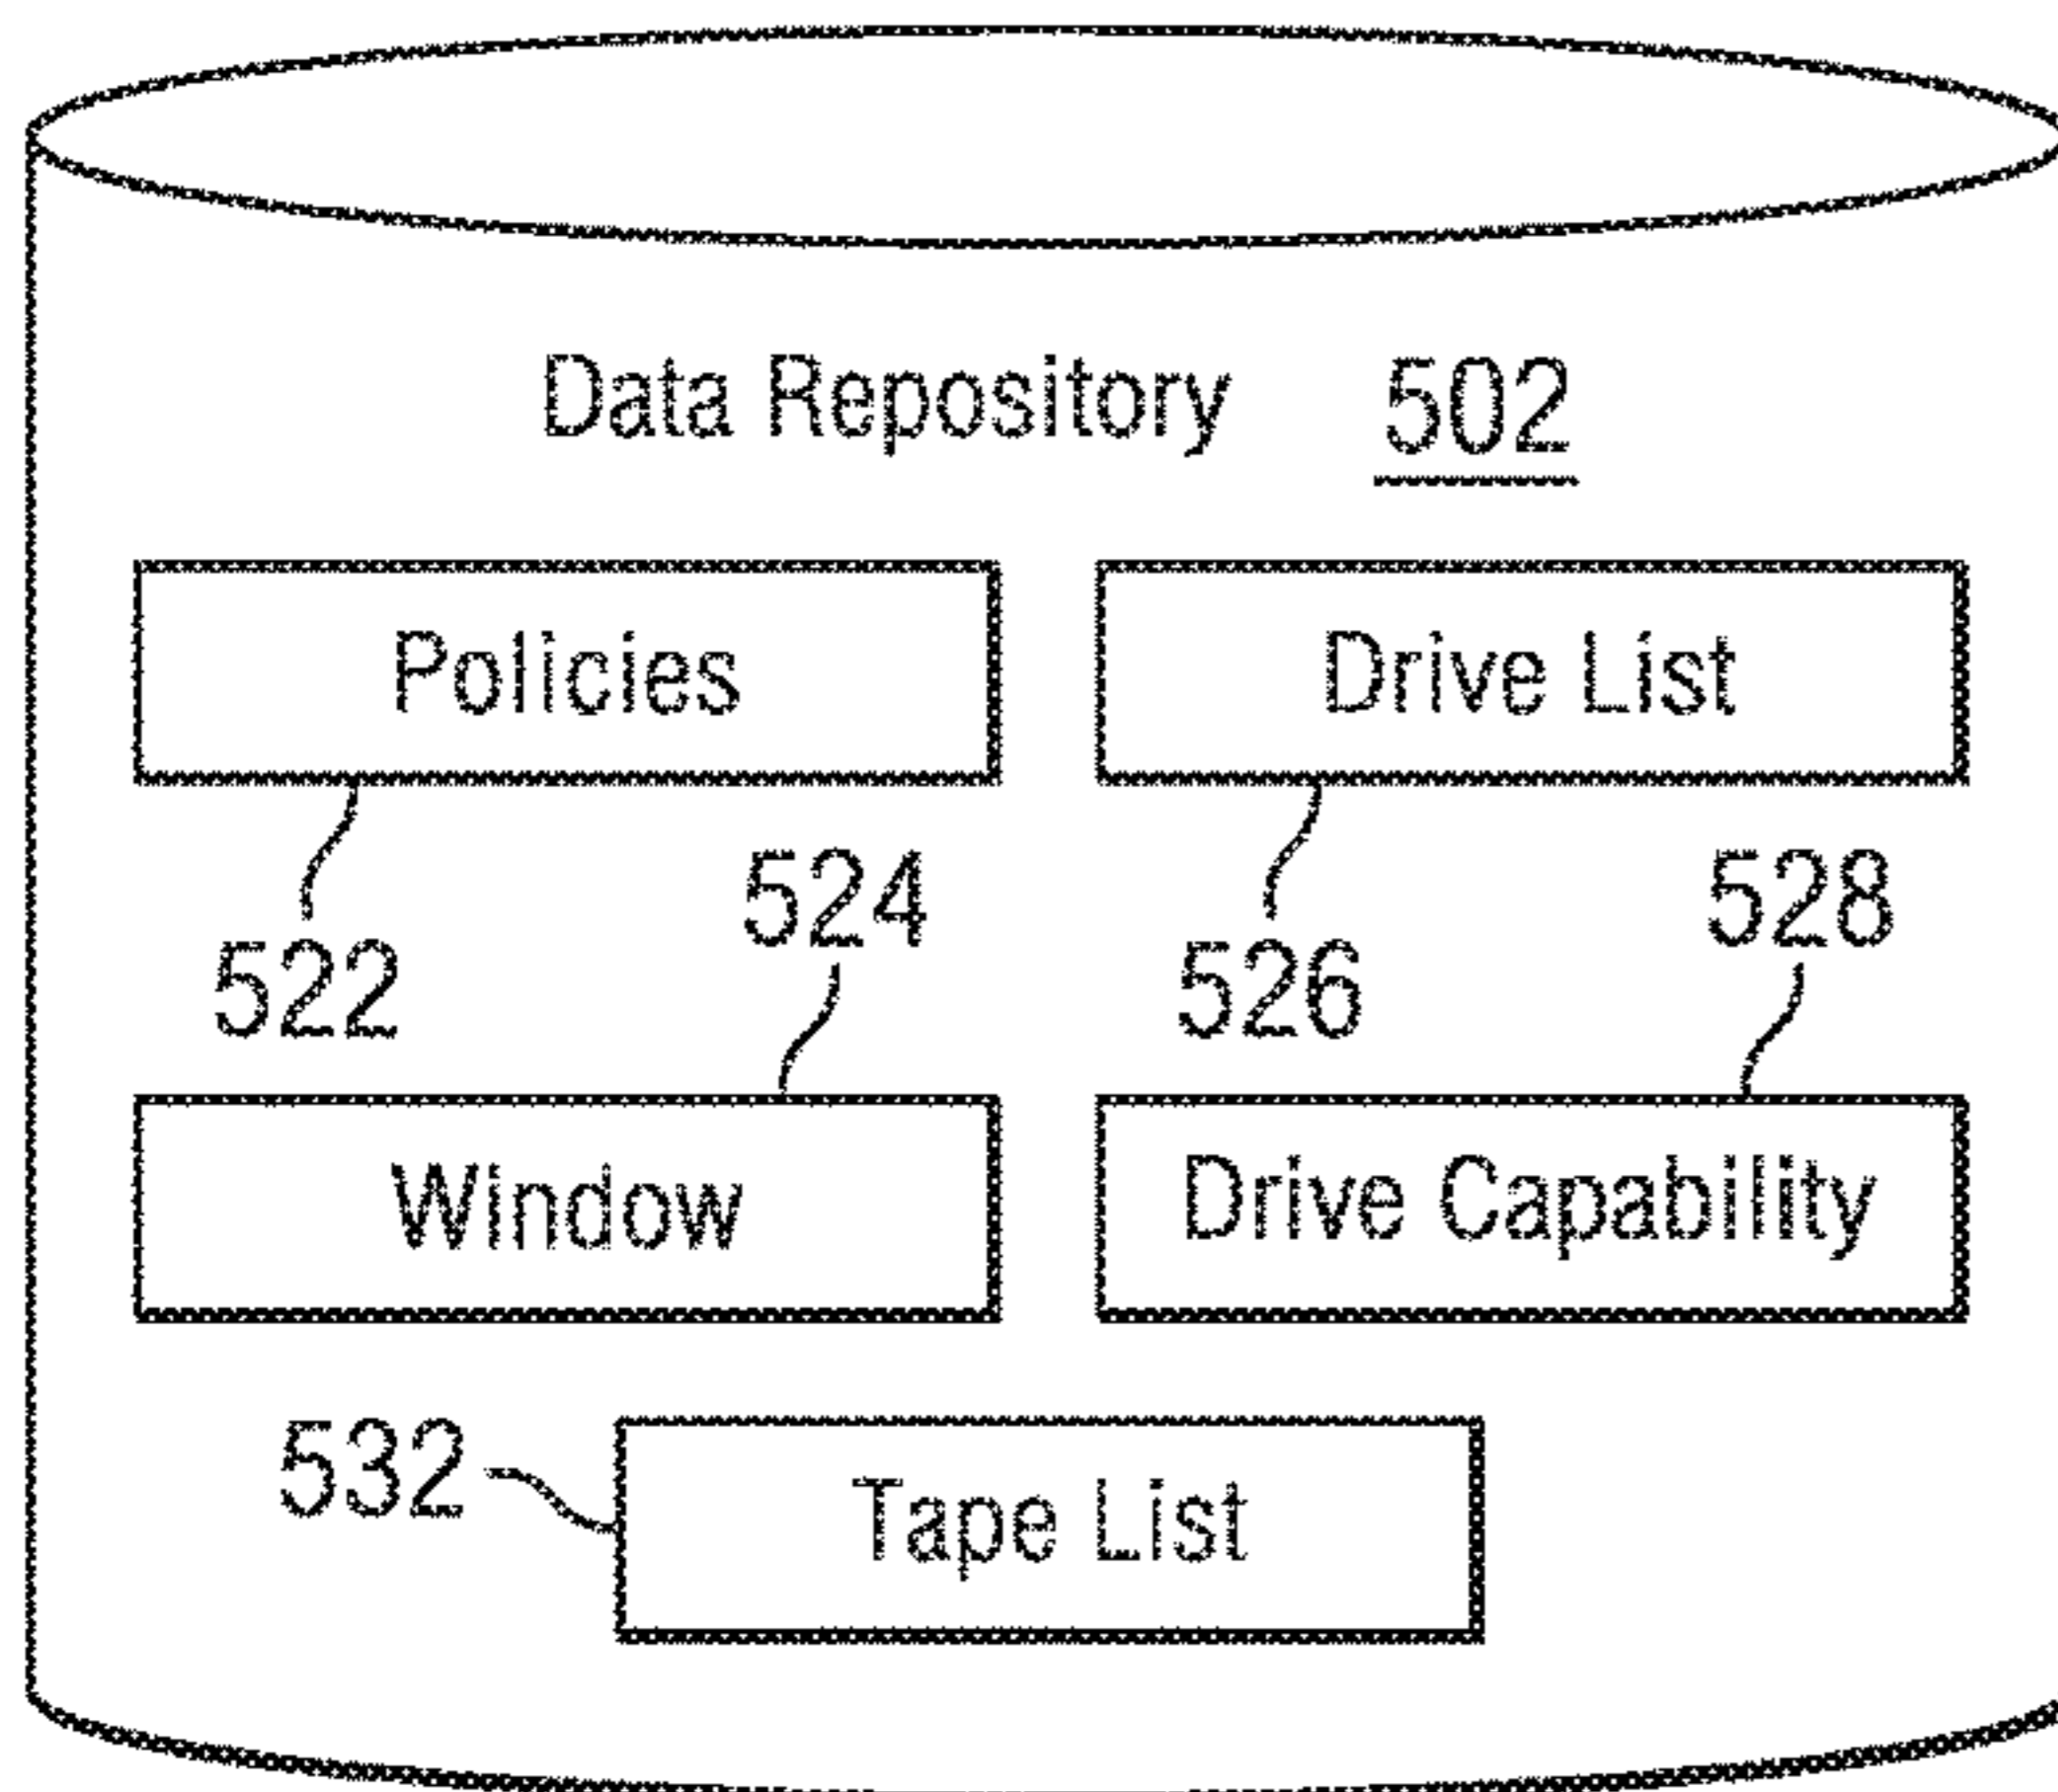 Data Repository 502
Policies
Drive List
522
524
526
528
Window
Drive Capability
532
Tape List